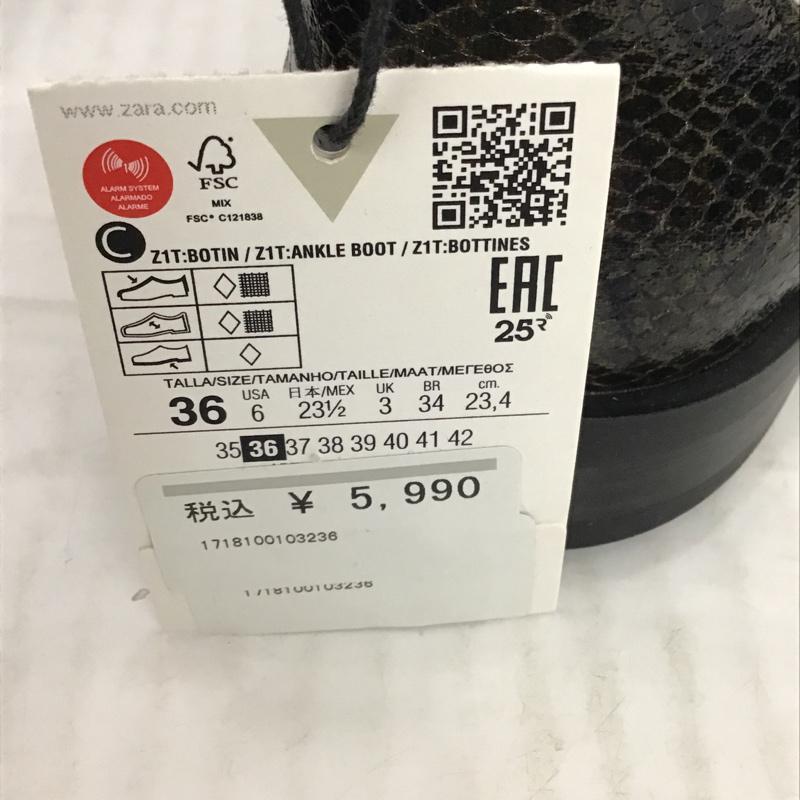 www.zara.com
ALARM SYSTEM
ALARMADO
ALARME
FSC
MIX
FSC® C121838
C
Z1T:BOTIN / Z1T:ANKLE BOOT / Z1T:BOTTINES
EAC
25
TALLA/SIZE/TAMANHO/TAILLE/MAAT/ΜΕΓΕΘΟΣ
36
USA 日本/MEX UK BR cm.
6 23½ 3 34 23,4
35 36 37 38 39 40 41 42
税込 ¥ 5,990
1718100103236
1718100103236